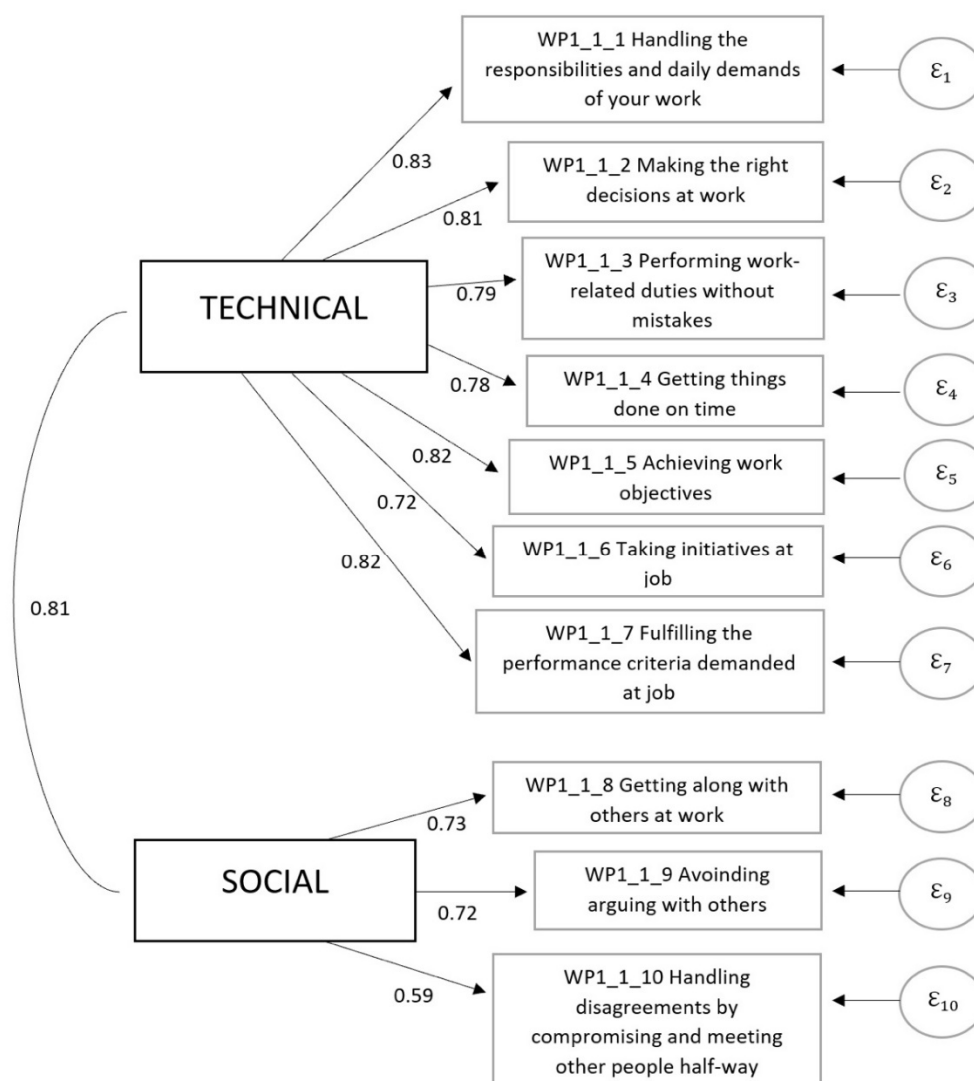 WP1_1_1 Handling the
responsibilities and daily demands
of your work
ε1
0.83
WP1_1_2 Making the right
decisions at work
ε2
0.81
WP1_1_3 Performing work-
related duties without
mistakes
ε3
0.79
TECHNICAL
WP1_1_4 Getting things
done on time
ε4
0.78
WP1_1_5 Achieving work
objectives
ε5
0.82
WP1_1_6 Taking initiatives at
job
ε6
0.72
WP1_1_7 Fulfilling the
performance criteria demanded
at job
ε7
0.82
0.81
WP1_1_8 Getting along with
others at work
ε8
0.73
SOCIAL
WP1_1_9 Avoinding
arguing with others
ε9
0.72
WP1_1_10 Handling
disagreements by
compromising and meeting
other people half-way
ε10
0.59